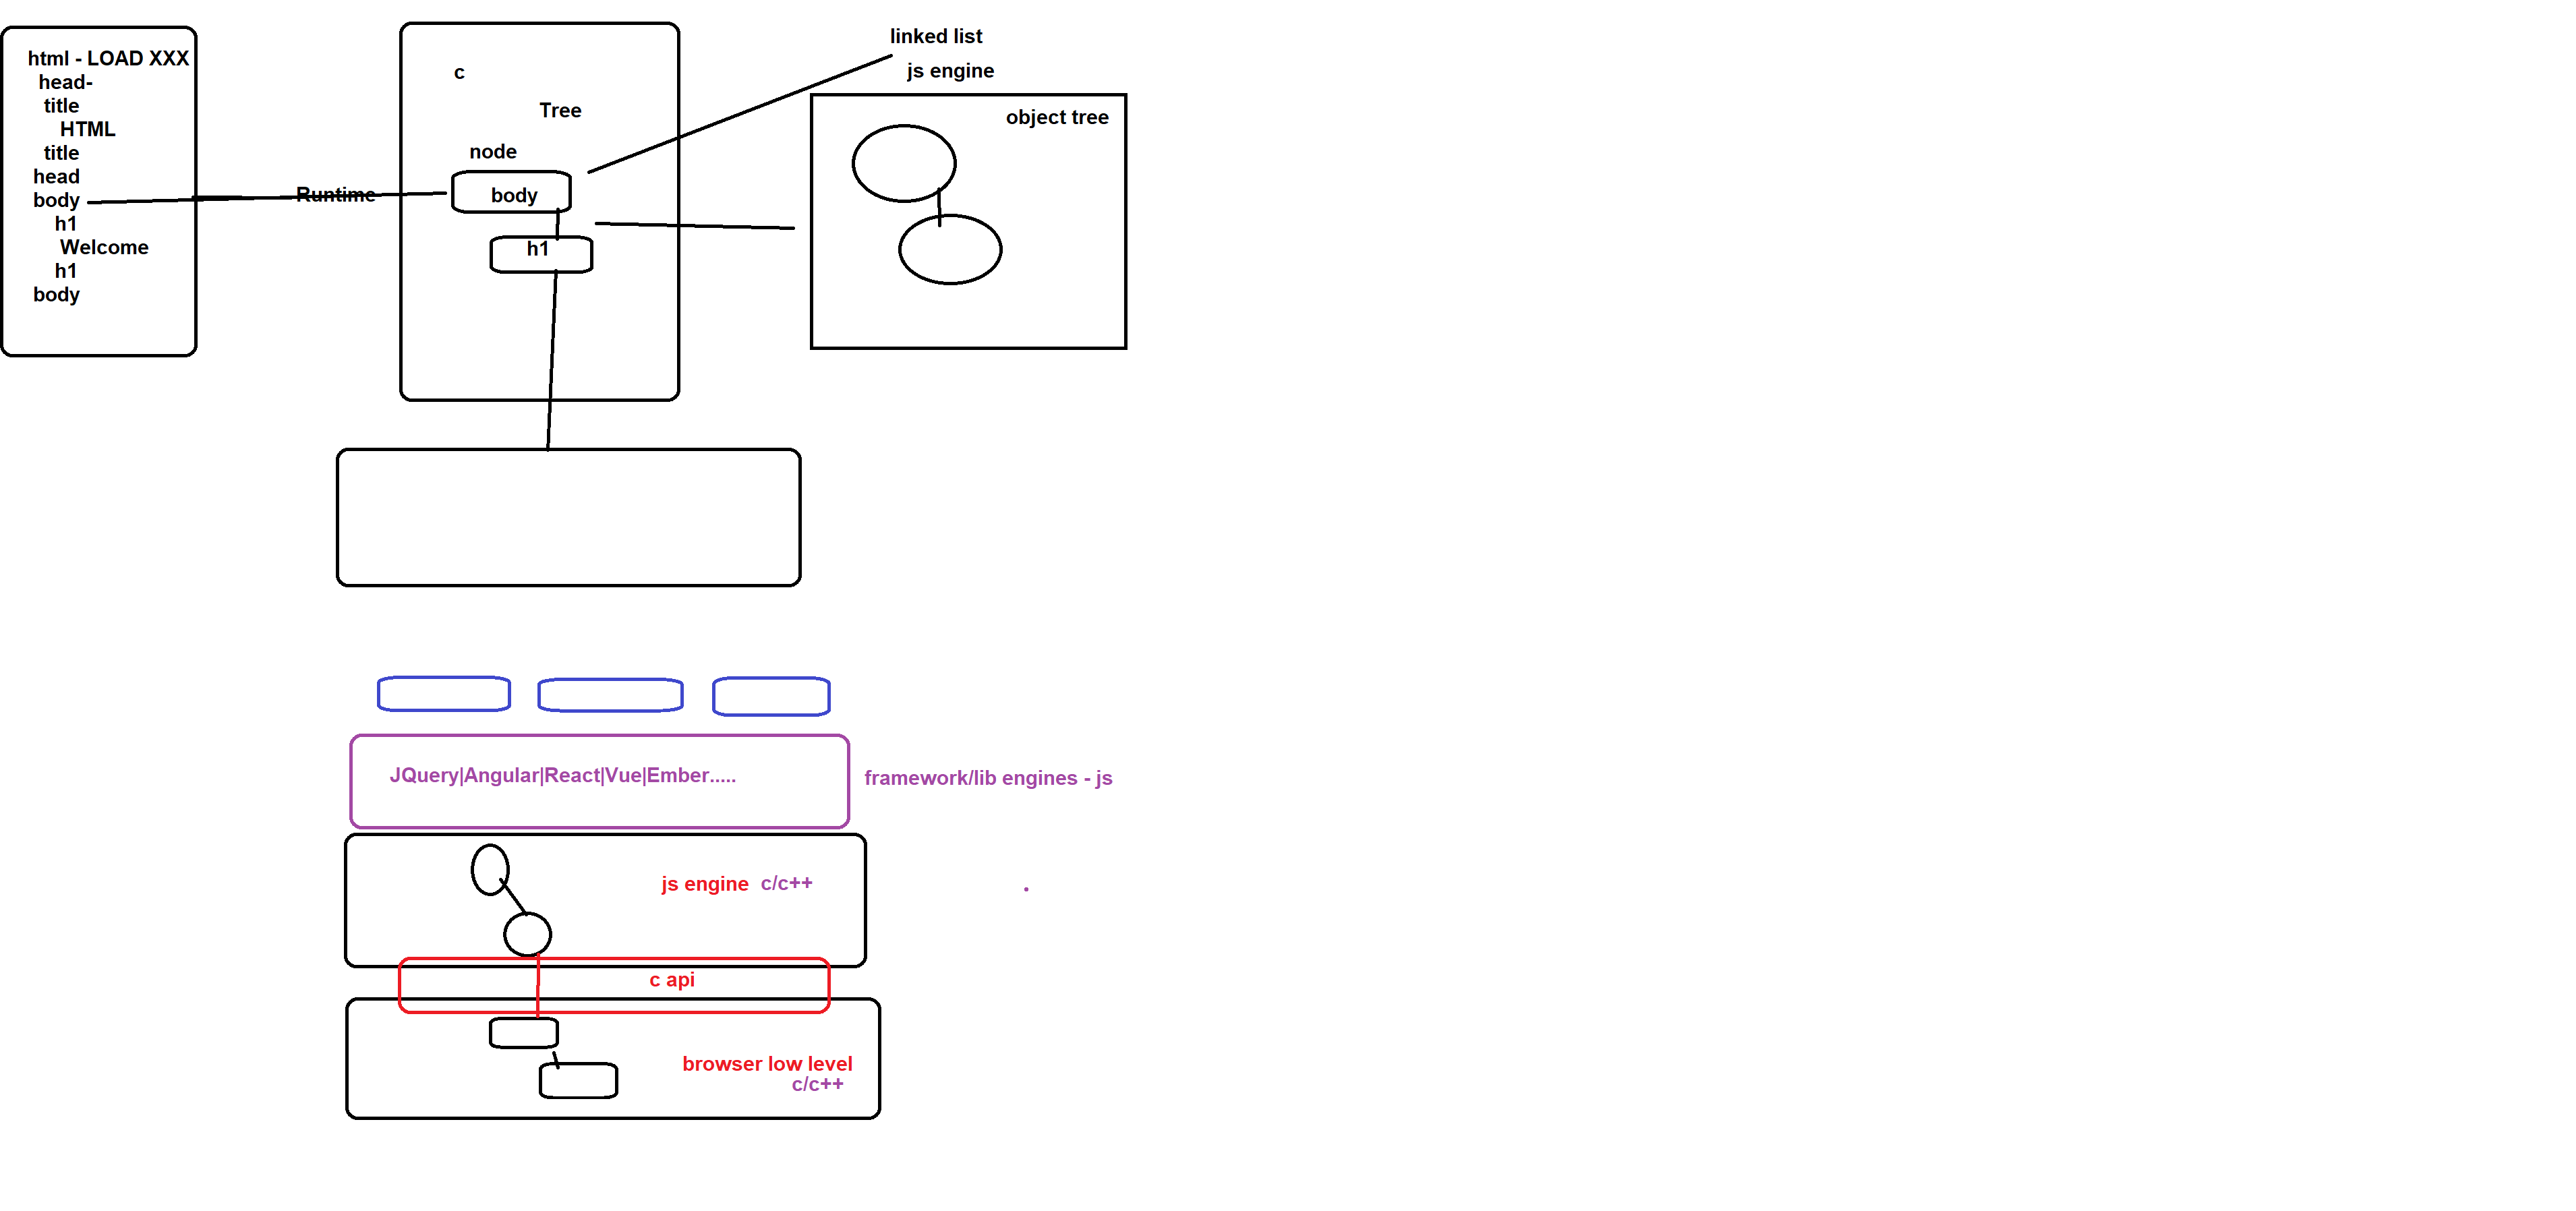 html - LOAD XXX
head-
title
HTML
title
head
body
h1
Welcome
h1
body
Runtime
c
Tree
node
body
h1
linked list
js engine
object tree
JQuery|Angular|React|Vue|Ember.....
framework/lib engines - js
js engine c/c++
c api
browser low level
c/c++